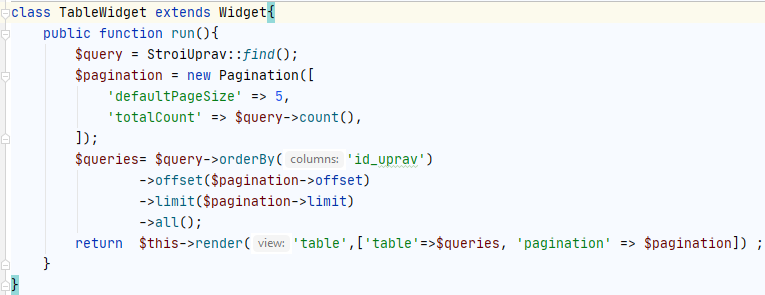 class TableWidget extends Widget{
    public function run(){
        $query = StroiUprav::find();
        $pagination = new Pagination([
            'defaultPageSize' => 5,
            'totalCount' => $query->count(),
        ]);
        $queries= $query->orderBy( columns: 'id_uprav')
                ->offset($pagination->offset)
                ->limit($pagination->limit)
                ->all();
        return  $this->render( view: 'table',['table'=>$queries, 'pagination' => $pagination]) ;
    }
}